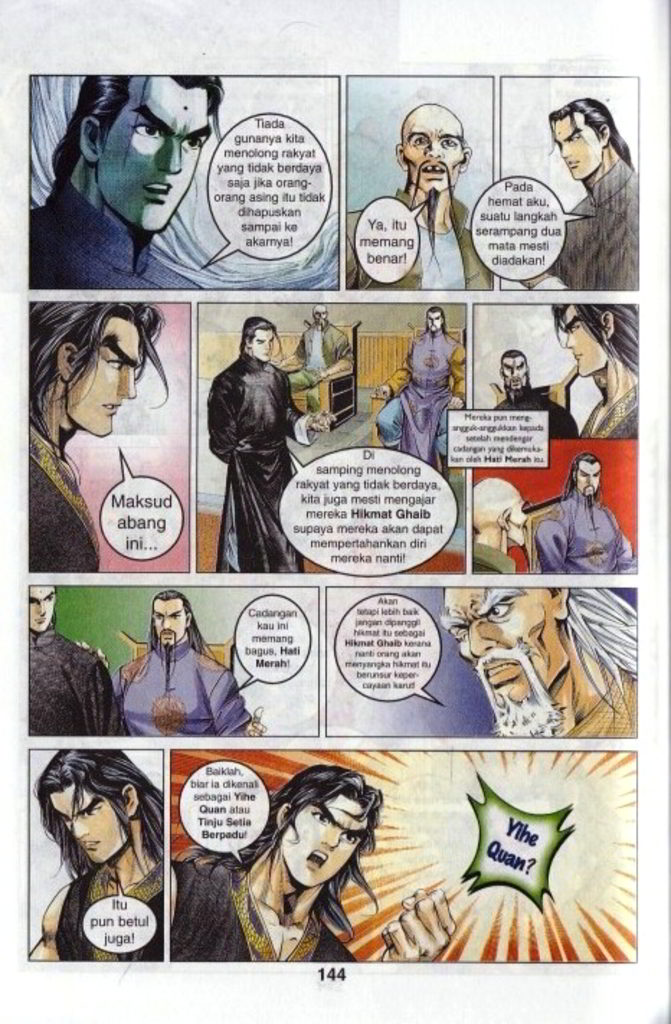 Tiada
gunanya kita
menolong rakyat
yang tidak berdaya
saja jika orang-
orang asing itu tidak
dihapuskan
sampai ke
akarnya!
Ya, itu
memang
benar!
Pada
hemat aku,
suatu langkah
serampang dua
mata mesti
diadakan!
Maksud
abang
ini...
Di
samping menolong
rakyat yang tidak berdaya,
kita juga mesti mengajar
mereka Hikmat Ghaib
supaya mereka akan dapat
mempertahankan diri
mereka nanti!
Mereka pun meng-
angguk-anggukkan kepada
setelah mendengar
cadangan yang dikemuka-
kan oleh Hati Merah itu.
Cadangan
kau ini
memang
bagus, Hati
Merah!
Akan
tetapi lebih baik
jangan dipanggil
hikmat itu sebagai
Hikmat Ghaib kerana
nanti orang akan
menyangka hikmat itu
berunsur keper-
cayaan karut!
Itu
pun betul
juga!
Baiklah,
biar ia dikenali
sebagai Yihe
Quan atau
Tinju Setia
Berpadu!
Yihe
Quan?
144